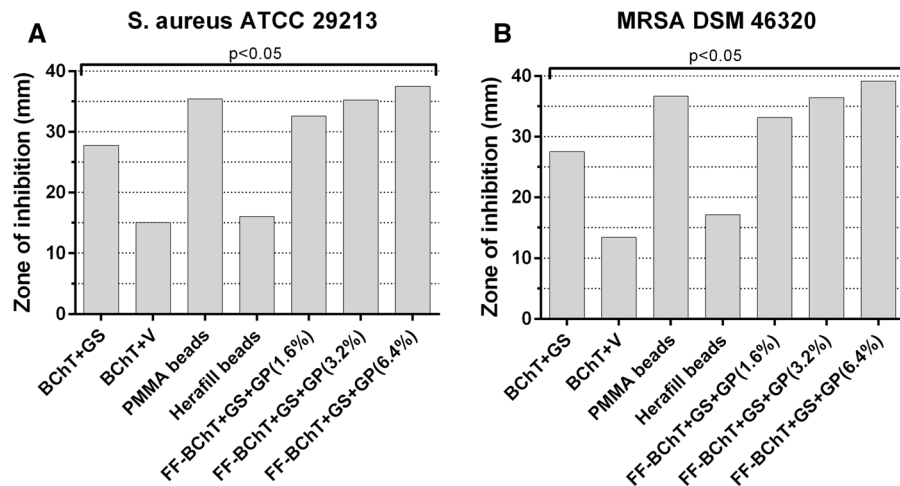 A
S. aureus ATCC 29213
p<0.05
Zone of inhibition (mm)
40
30
20
10
0
BChT+GS
BChT+V
PMMA beads
Herafill beads
FF-BChT+GS+GP(1.6%)
FF-BChT+GS+GP(3.2%)
FF-BChT+GS+GP(6.4%)
B
MRSA DSM 46320
p<0.05
Zone of inhibition (mm)
40
30
20
10
0
BChT+GS
BChT+V
PMMA beads
Herafill beads
FF-BChT+GS+GP(1.6%)
FF-BChT+GS+GP(3.2%)
FF-BChT+GS+GP(6.4%)